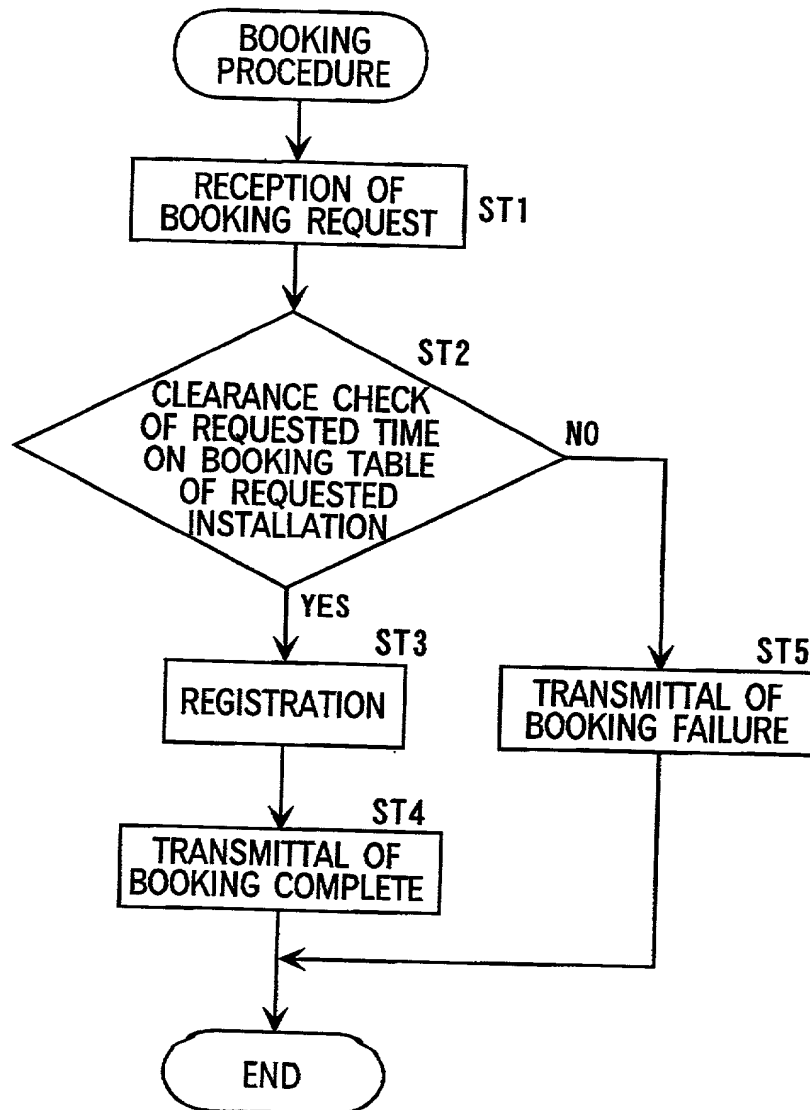 BOOKING
PROCEDURE
RECEPTION OF
BOOKING REQUEST
ST1
ST2
CLEARANCE CHECK
OF REQUESTED TIME
ON BOOKING TABLE
OF REQUESTED
INSTALLATION
NO
YES
ST3
REGISTRATION
ST5
TRANSMITTAL OF
BOOKING FAILURE
ST4
TRANSMITTAL OF
BOOKING COMPLETE
END